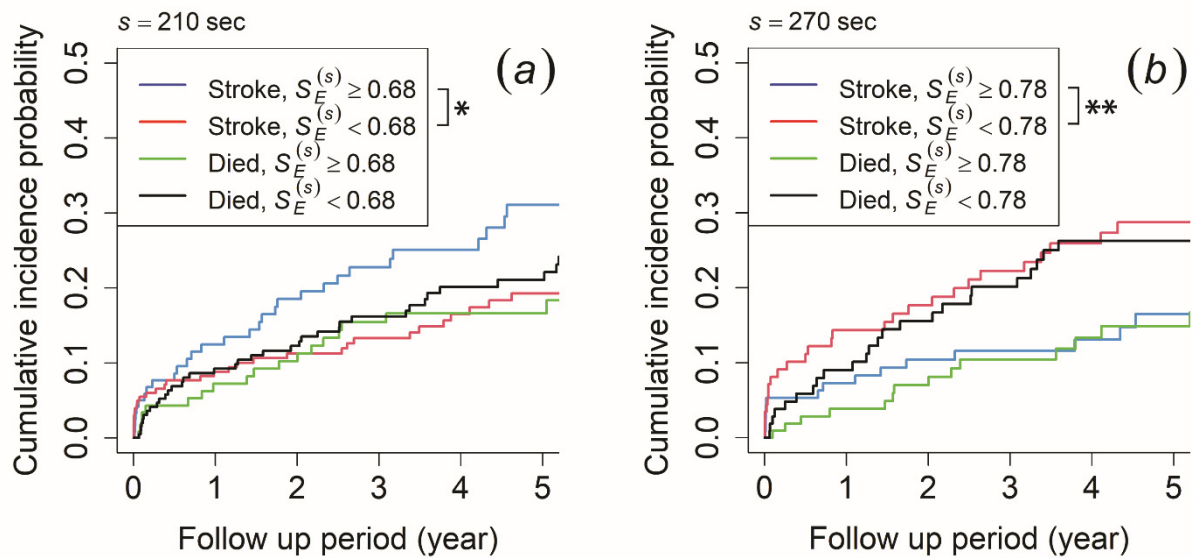 s = 210 sec
(a)
Stroke, S_E^(s) ≥ 0.68
Stroke, S_E^(s) < 0.68
*
Died, S_E^(s) ≥ 0.68
Died, S_E^(s) < 0.68
Cumulative incidence probability
0.5
0.4
0.3
0.2
0.1
0.0
0 1 2 3 4 5
Follow up period (year)
s = 270 sec
(b)
Stroke, S_E^(s) ≥ 0.78
Stroke, S_E^(s) < 0.78
**
Died, S_E^(s) ≥ 0.78
Died, S_E^(s) < 0.78
Cumulative incidence probability
0.5
0.4
0.3
0.2
0.1
0.0
0 1 2 3 4 5
Follow up period (year)